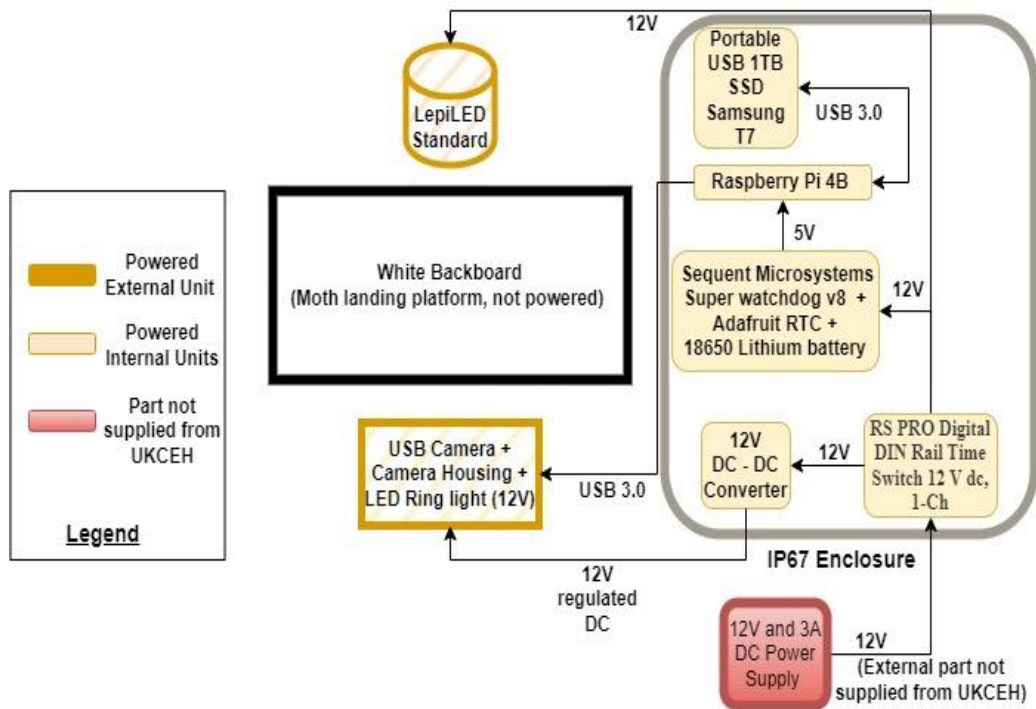 12V
Portable
USB 1TB
SSD
Samsung
T7
USB 3.0
LepiLED
Standard
Raspberry Pi 4B
5V
White Backboard
(Moth landing platform, not powered)
Sequent Microsystems
Super watchdog v8 +
Adafruit RTC +
18650 Lithium battery
12V
Powered
External Unit
Powered
Internal Units
Part not
supplied from
UKCEH
Legend
USB Camera +
Camera Housing +
LED Ring light (12V)
USB 3.0
12V
DC - DC
Converter
12V
RS PRO Digital
DIN Rail Time
Switch 12 V dc,
1-Ch
IP67 Enclosure
12V
regulated
DC
12V and 3A
DC Power
Supply
12V
(External part not
supplied from UKCEH)